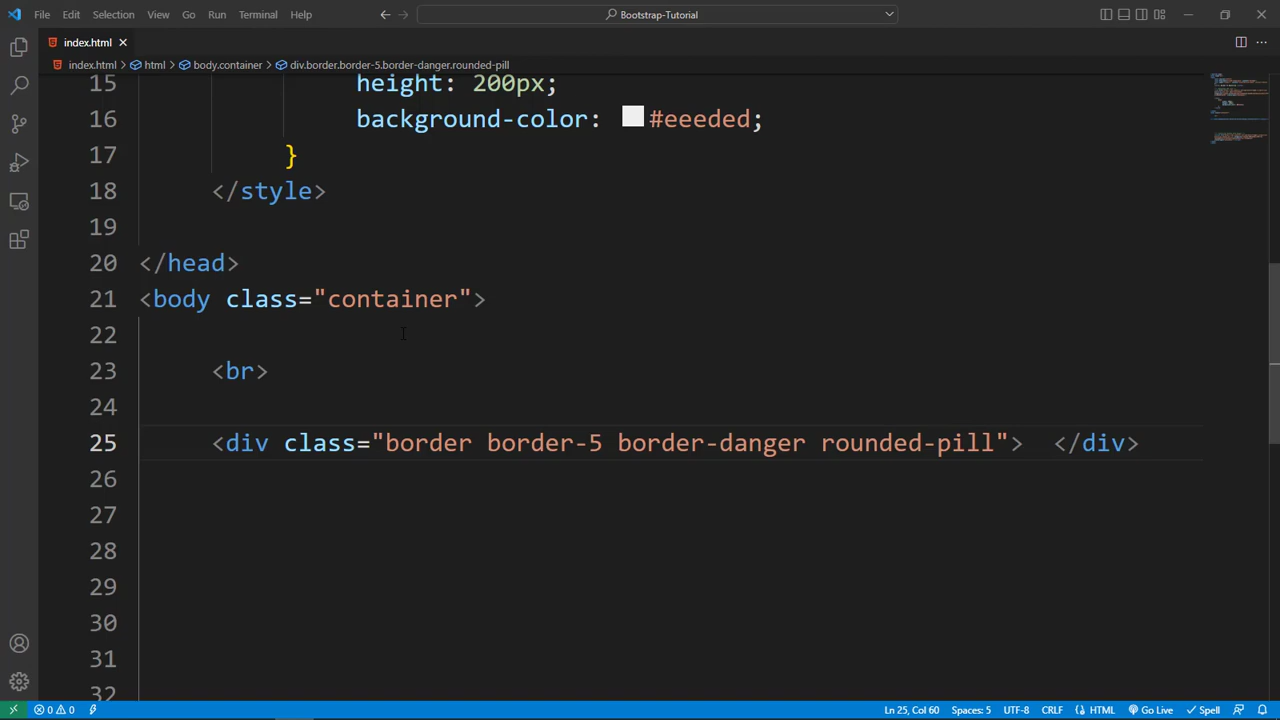 File Edit Selection View Go Run Terminal Help Bootstrap-Tutorial
index.html
index.html html body.container div.border.border-5.border-danger.rounded-pill
15 height: 200px;
16 background-color: #eeeded;
17 }
18 </style>
19
20 </head>
21 <body class="container">
22
23 <br>
24
25 <div class="border border-5 border-danger rounded-pill"> </div>
26
27
28
29
30
31
32
0 0 Ln 25, Col 60 Spaces: 5 UTF-8 CRLF HTML Go Live Spell